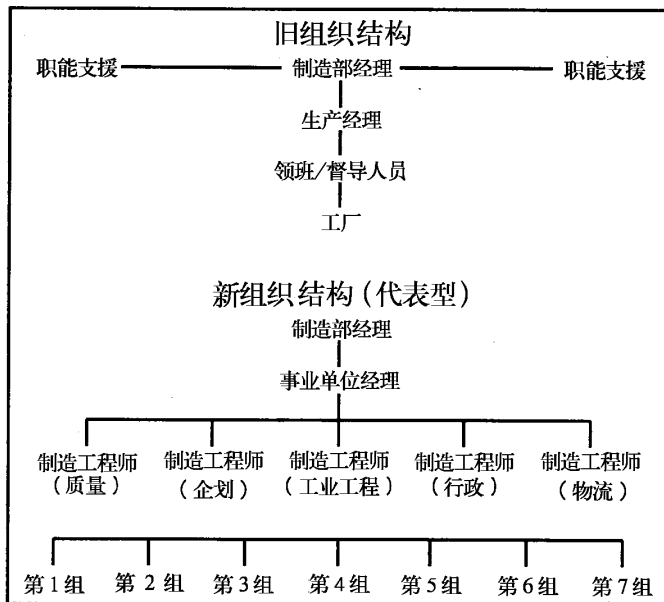 旧组织结构
职能支援 制造部经理 职能支援
生产经理
领班/督导人员
工厂
新组织结构(代表型)
制造部经理
事业单位经理
制造工程师 制造工程师 制造工程师 制造工程师 制造工程师
(质量) (企划) (工业工程) (行政) (物流)
第1组 第2组 第3组 第4组 第5组 第6组 第7组